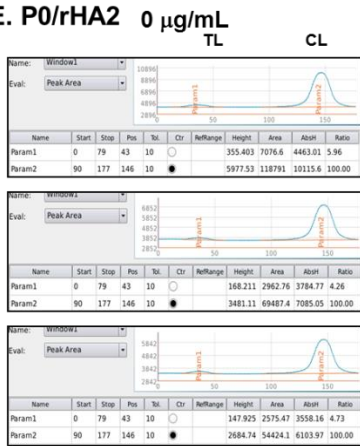 E. P0/rHA2 0 µg/mL
TL CL
Name: Window1
Eval: Peak Area
10896
8896
6896
4896
2896
Param1
Param2
0 50 100 150 200
Name Start Stop Pos Tol. Ctr RefRange Height Area AbsH Ratio
Param1 0 79 43 10 355.403 7076.6 4463.01 5.96
Param2 90 177 146 10 5977.53 118791 10115.6 100.00
Name: Window1
Eval: Peak Area
6852
5852
4852
3852
2852
Param1
Param2
0 50 100 150 200
Name Start Stop Pos Tol. Ctr RefRange Height Area AbsH Ratio
Param1 0 79 43 10 168.211 2962.76 3784.77 4.26
Param2 90 177 146 10 3481.11 69487.4 7085.05 100.00
Name: Window1
Eval: Peak Area
5842
4842
3842
2842
Param1
Param2
0 50 100 150 200
Name Start Stop Pos Tol. Ctr RefRange Height Area AbsH Ratio
Param1 0 79 43 10 147.925 2575.47 3558.16 4.73
Param2 90 177 146 10 2684.74 54424.1 6103.97 100.00